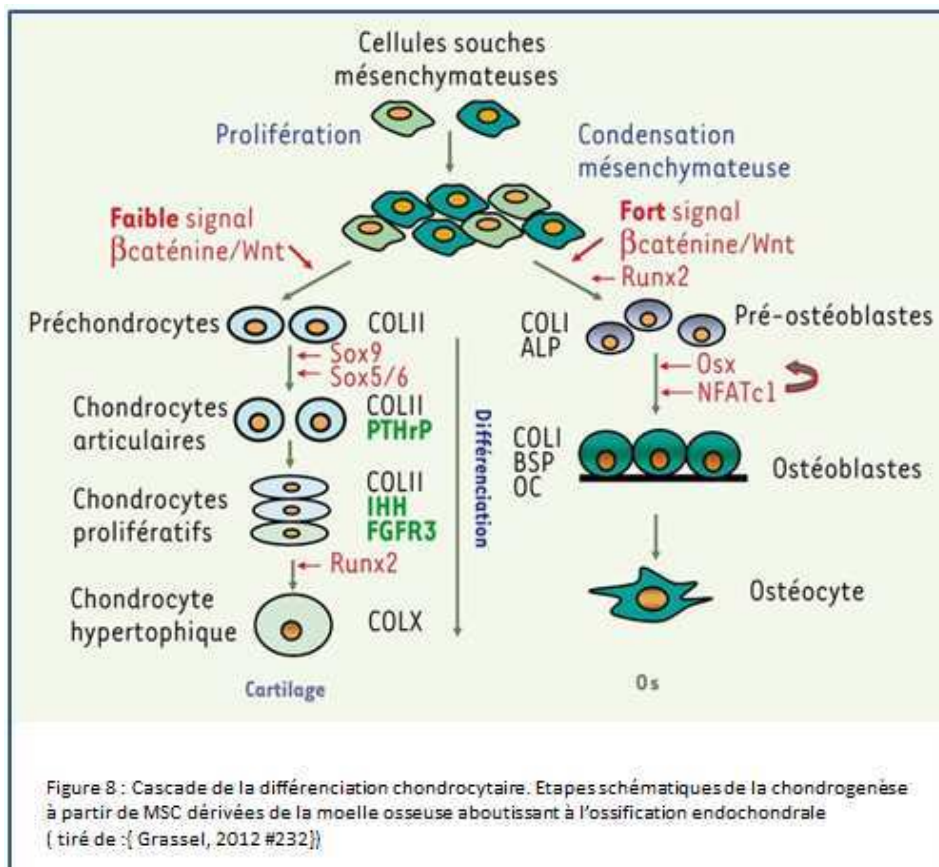 Cellules souches
mésenchymateuses
Prolifération
Condensation
mésenchymateuse
Faible signal
βcaténine/Wnt
Fort signal
βcaténine/Wnt
Runx2
Préchondrocytes
COLII
COLI
ALP
Pré-ostéoblastes
Sox9
Sox5/6
Osx
NFATc1
Chondrocytes
articulaires
COLII
PTHrP
Différenciation
COLI
BSP
OC
Ostéoblastes
Chondrocytes
prolifératifs
COLII
IHH
FGFR3
Runx2
Chondrocyte
hypertophique
COLX
Ostéocyte
Cartilage
Os
Figure 8 : Cascade de la différenciation chondrocytaire. Etapes schématiques de la chondrogenèse
à partir de MSC dérivées de la moelle osseuse aboutissant à l'ossification endochondrale
( tiré de :{ Grassel, 2012 #232})